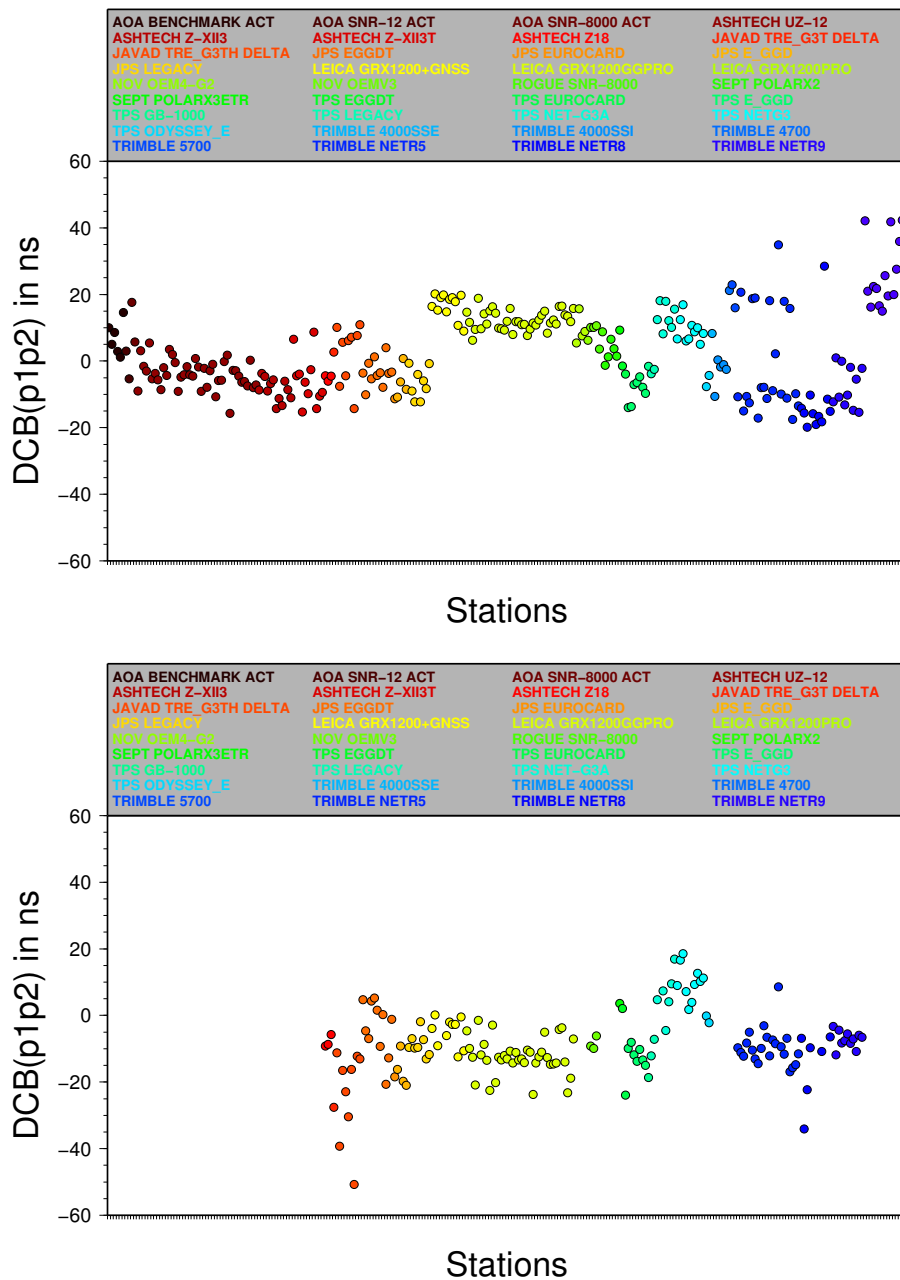 AOA BENCHMARK ACT AOA SNR-12 ACT AOA SNR-8000 ACT ASHTECH UZ-12
ASHTECH Z-XII3 ASHTECH Z-XII3T ASHTECH Z18 JAVAD TRE_G3T DELTA
JAVAD TRE_G3TH DELTA JPS EGGDT JPS EUROCARD JPS E_GGD
JPS LEGACY LEICA GRX1200+GNSS LEICA GRX1200GGPRO LEICA GRX1200PRO
NOV OEM4-G2 NOV OEMV3 ROGUE SNR-8000 SEPT POLARX2
SEPT POLARX3ETR TPS EGGDT TPS EUROCARD TPS E_GGD
TPS GB-1000 TPS LEGACY TPS NET-G3A TPS NETG3
TPS ODYSSEY_E TRIMBLE 4000SSE TRIMBLE 4000SSI TRIMBLE 4700
TRIMBLE 5700 TRIMBLE NETR5 TRIMBLE NETR8 TRIMBLE NETR9
60
40
20
0
−20
−40
−60
DCB(p1p2) in ns
Stations
AOA BENCHMARK ACT AOA SNR-12 ACT AOA SNR-8000 ACT ASHTECH UZ-12
ASHTECH Z-XII3 ASHTECH Z-XII3T ASHTECH Z18 JAVAD TRE_G3T DELTA
JAVAD TRE_G3TH DELTA JPS EGGDT JPS EUROCARD JPS E_GGD
JPS LEGACY LEICA GRX1200+GNSS LEICA GRX1200GGPRO LEICA GRX1200PRO
NOV OEM4-G2 NOV OEMV3 ROGUE SNR-8000 SEPT POLARX2
SEPT POLARX3ETR TPS EGGDT TPS EUROCARD TPS E_GGD
TPS GB-1000 TPS LEGACY TPS NET-G3A TPS NETG3
TPS ODYSSEY_E TRIMBLE 4000SSE TRIMBLE 4000SSI TRIMBLE 4700
TRIMBLE 5700 TRIMBLE NETR5 TRIMBLE NETR8 TRIMBLE NETR9
60
40
20
0
−20
−40
−60
DCB(p1p2) in ns
Stations